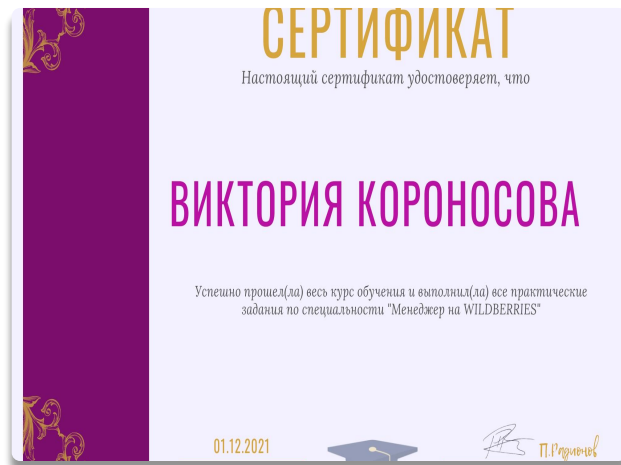 СЕРТИФИКАТ
Настоящий сертификат удостоверяет, что
ВИКТОРИЯ КОРОНОСОВА
Успешно прошел(ла) весь курс обучения и выполнил(ла) все практические
задания по специальности "Менеджер на WILDBERRIES"
01.12.2021
П.Радионов